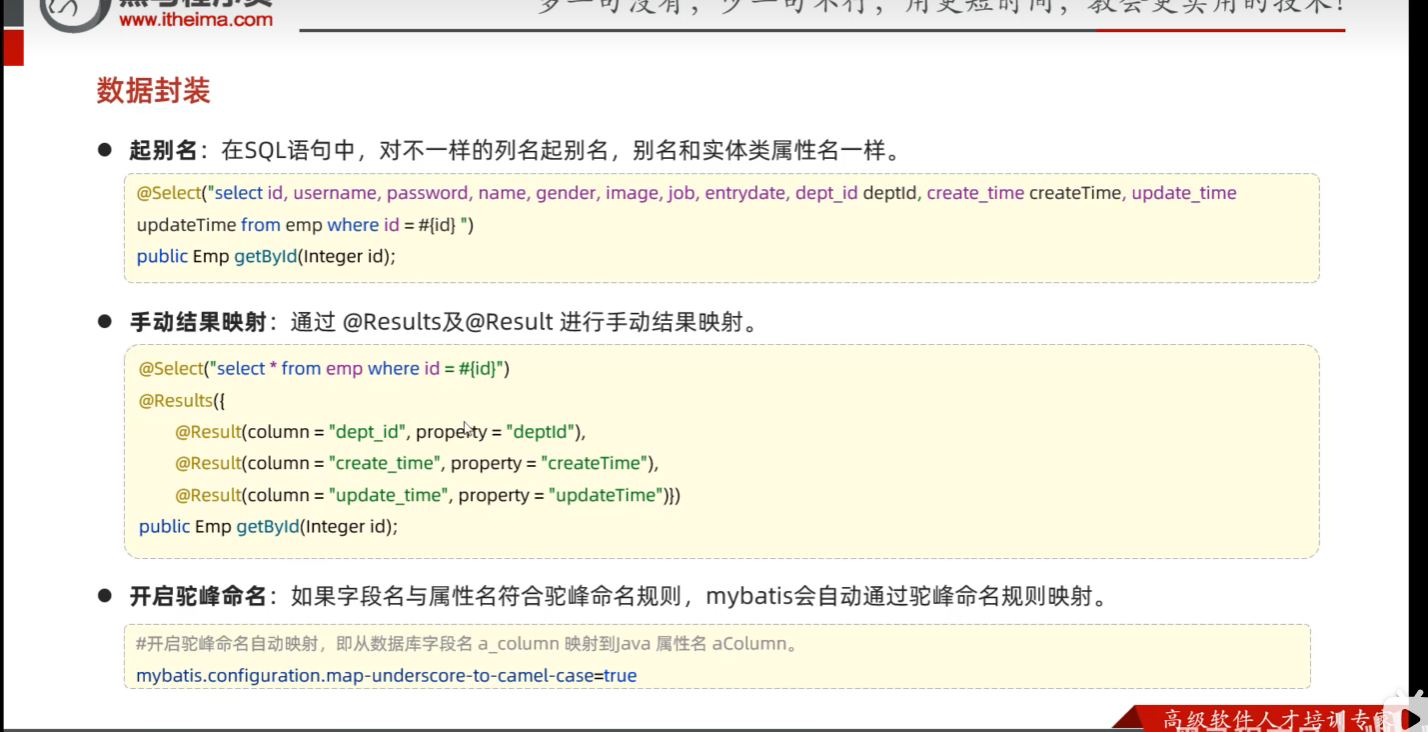 www.itheima.com
数据封装
● 起别名：在SQL语句中，对不一样的列名起别名，别名和实体类属性名一样。
@Select("select id, username, password, name, gender, image, job, entrydate, dept_id deptId, create_time createTime, update_time
updateTime from emp where id = #{id} ")
public Emp getById(Integer id);
● 手动结果映射：通过 @Results及@Result 进行手动结果映射。
@Select("select * from emp where id = #{id}")
@Results({
@Result(column = "dept_id", property = "deptId"),
@Result(column = "create_time", property = "createTime"),
@Result(column = "update_time", property = "updateTime")})
public Emp getById(Integer id);
● 开启驼峰命名：如果字段名与属性名符合驼峰命名规则，mybatis会自动通过驼峰命名规则映射。
#开启驼峰命名自动映射，即从数据库字段名 a_column 映射到Java 属性名 aColumn。
mybatis.configuration.map-underscore-to-camel-case=true
高级软件人才培训专家